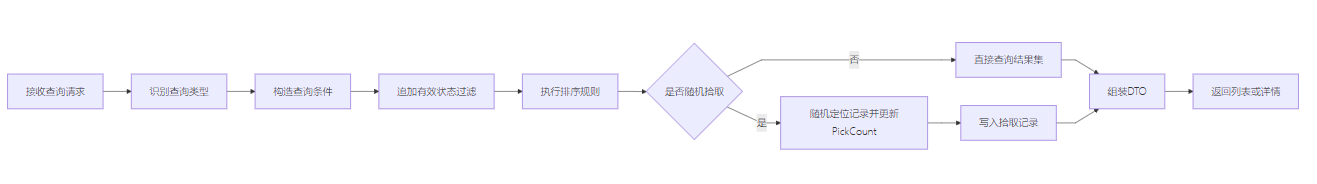 接收查询请求
识别查询类型
构造查询条件
追加有效状态过滤
执行排序规则
是否随机拾取
否
直接查询结果集
是
随机定位记录并更新
PickCount
写入拾取记录
组装DTO
返回列表或详情